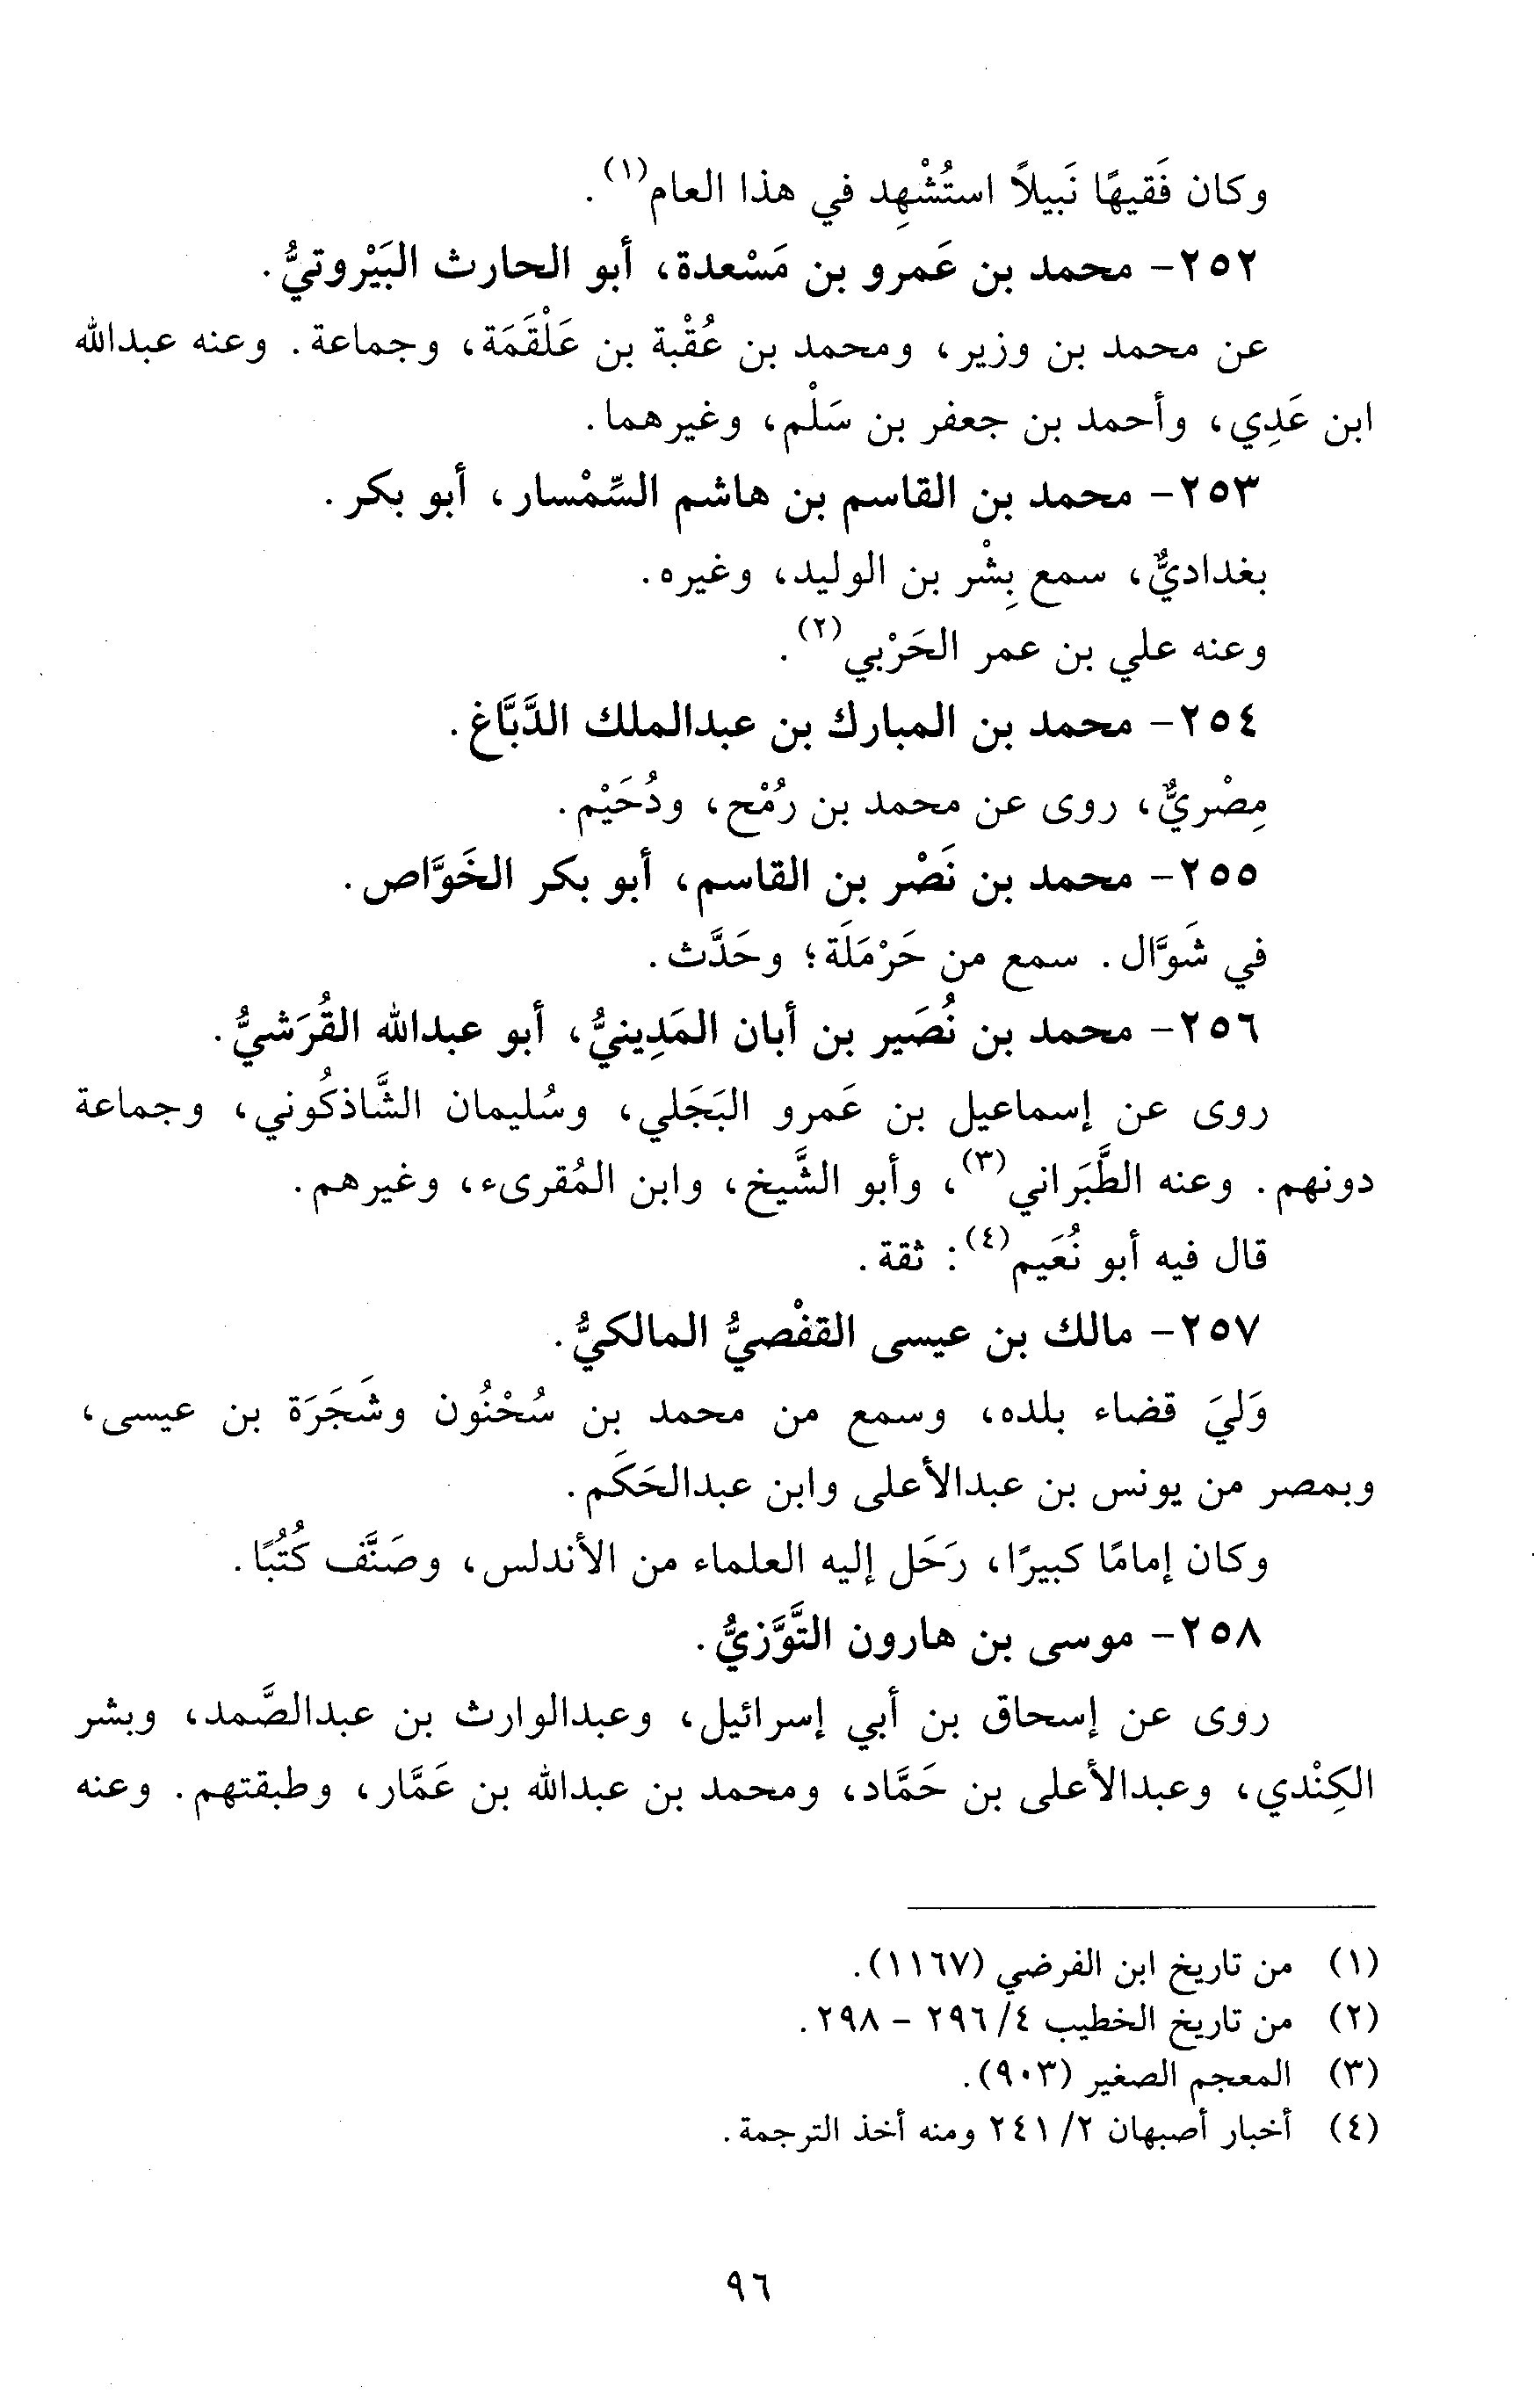 وكان فَقيهًا نَبيلاً استُشْهِد في هذا العام(١).
٢٥٢- محمد بن عَمرو بن مَسْعدة، أبو الحارث البَيْروتيُّ.
عن محمد بن وزير، ومحمد بن عُقْبة بن عَلْقَمَة، وجماعة. وعنه عبدالله
ابن عَدِي، وأحمد بن جعفر بن سَلْم، وغيرهما.
٢٥٣- محمد بن القاسم بن هاشم السِّمْسار، أبو بكر.
بغداديٌّ، سمع بِشْر بن الوليد، وغيره.
وعنه علي بن عمر الحَرْبي(٢).
٢٥٤- محمد بن المبارك بن عبدالملك الدَّبَّاغ.
مِصْريٌّ، روى عن محمد بن رُمْح، ودُحَيْم.
٢٥٥- محمد بن نَصْر بن القاسم، أبو بكر الخَوَّاص.
في شَوَّال. سمع من حَرْمَلَة؛ وحَدَّث.
٢٥٦- محمد بن نُصَير بن أبان المَدِينيُّ، أبو عبدالله القُرَشيُّ.
روى عن إسماعيل بن عَمرو البَجَلي، وسُليمان الشَّاذكُوني، وجماعة
دونهم. وعنه الطَّبَراني(٣)، وأبو الشَّيخ، وابن المُقرىء، وغيرهم.
قال فيه أبو نُعَيم(٤): ثقة.
٢٥٧- مالك بن عيسى القفْصيُّ المالكيُّ.
وَليَ قضاء بلده، وسمع من محمد بن سُحْنُون وشَجَرَة بن عيسى،
وبمصر من يونس بن عبدالأعلى وابن عبدالحَكَم.
وكان إمامًا كبيرًا، رَحَل إليه العلماء من الأندلس، وصَنَّف كُتُبًا.
٢٥٨- موسى بن هارون التَّوَّزيُّ.
روى عن إسحاق بن أبي إسرائيل، وعبدالوارث بن عبدالصَّمد، وبشر
الكِنْدي، وعبدالأعلى بن حَمَّاد، ومحمد بن عبدالله بن عَمَّار، وطبقتهم. وعنه
(١) من تاريخ ابن الفرضي (١١٦٧).
(٢) من تاريخ الخطيب ٤/ ٢٩٦ - ٢٩٨.
(٣) المعجم الصغير (٩٠٣).
(٤) أخبار أصبهان ٢/ ٢٤١ ومنه أخذ الترجمة.
٩٦